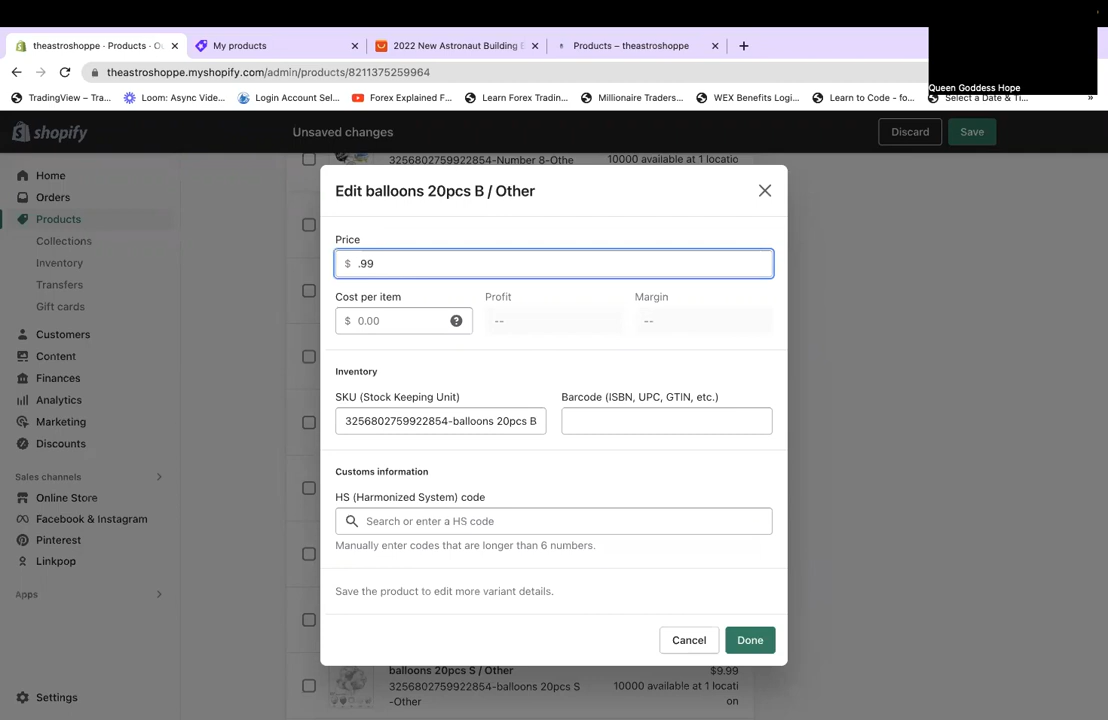 theastroshoppe · Products · O
My products
2022 New Astronaut Building E
Products – theastroshoppe
theastroshoppe.myshopify.com/admin/products/8211375259964
Queen Goddess Hope
TradingView – Tra...
Loom: Async Vide...
Login Account Sel...
Forex Explained F...
Learn Forex Tradin...
Millionaire Traders...
WEX Benefits Logi...
Learn to Code - fo...
Select a Date & Ti...
shopify
Unsaved changes
Discard
Save
Home
Orders
Products
Collections
Inventory
Transfers
Gift cards
Customers
Content
Finances
Analytics
Marketing
Discounts
Sales channels
Online Store
Facebook & Instagram
Pinterest
Linkpop
Apps
Settings
3256802759922854-Number 8-Othe
10000 available at 1 locatio
Edit balloons 20pcs B / Other
Price
$ .99
Cost per item
Profit
Margin
$ 0.00
--
--
Inventory
SKU (Stock Keeping Unit)
Barcode (ISBN, UPC, GTIN, etc.)
3256802759922854-balloons 20pcs B
Customs information
HS (Harmonized System) code
Search or enter a HS code
Manually enter codes that are longer than 6 numbers.
Save the product to edit more variant details.
Cancel
Done
balloons 20pcs S / Other
$9.99
3256802759922854-balloons 20pcs S
-Other
10000 available at 1 locati
on